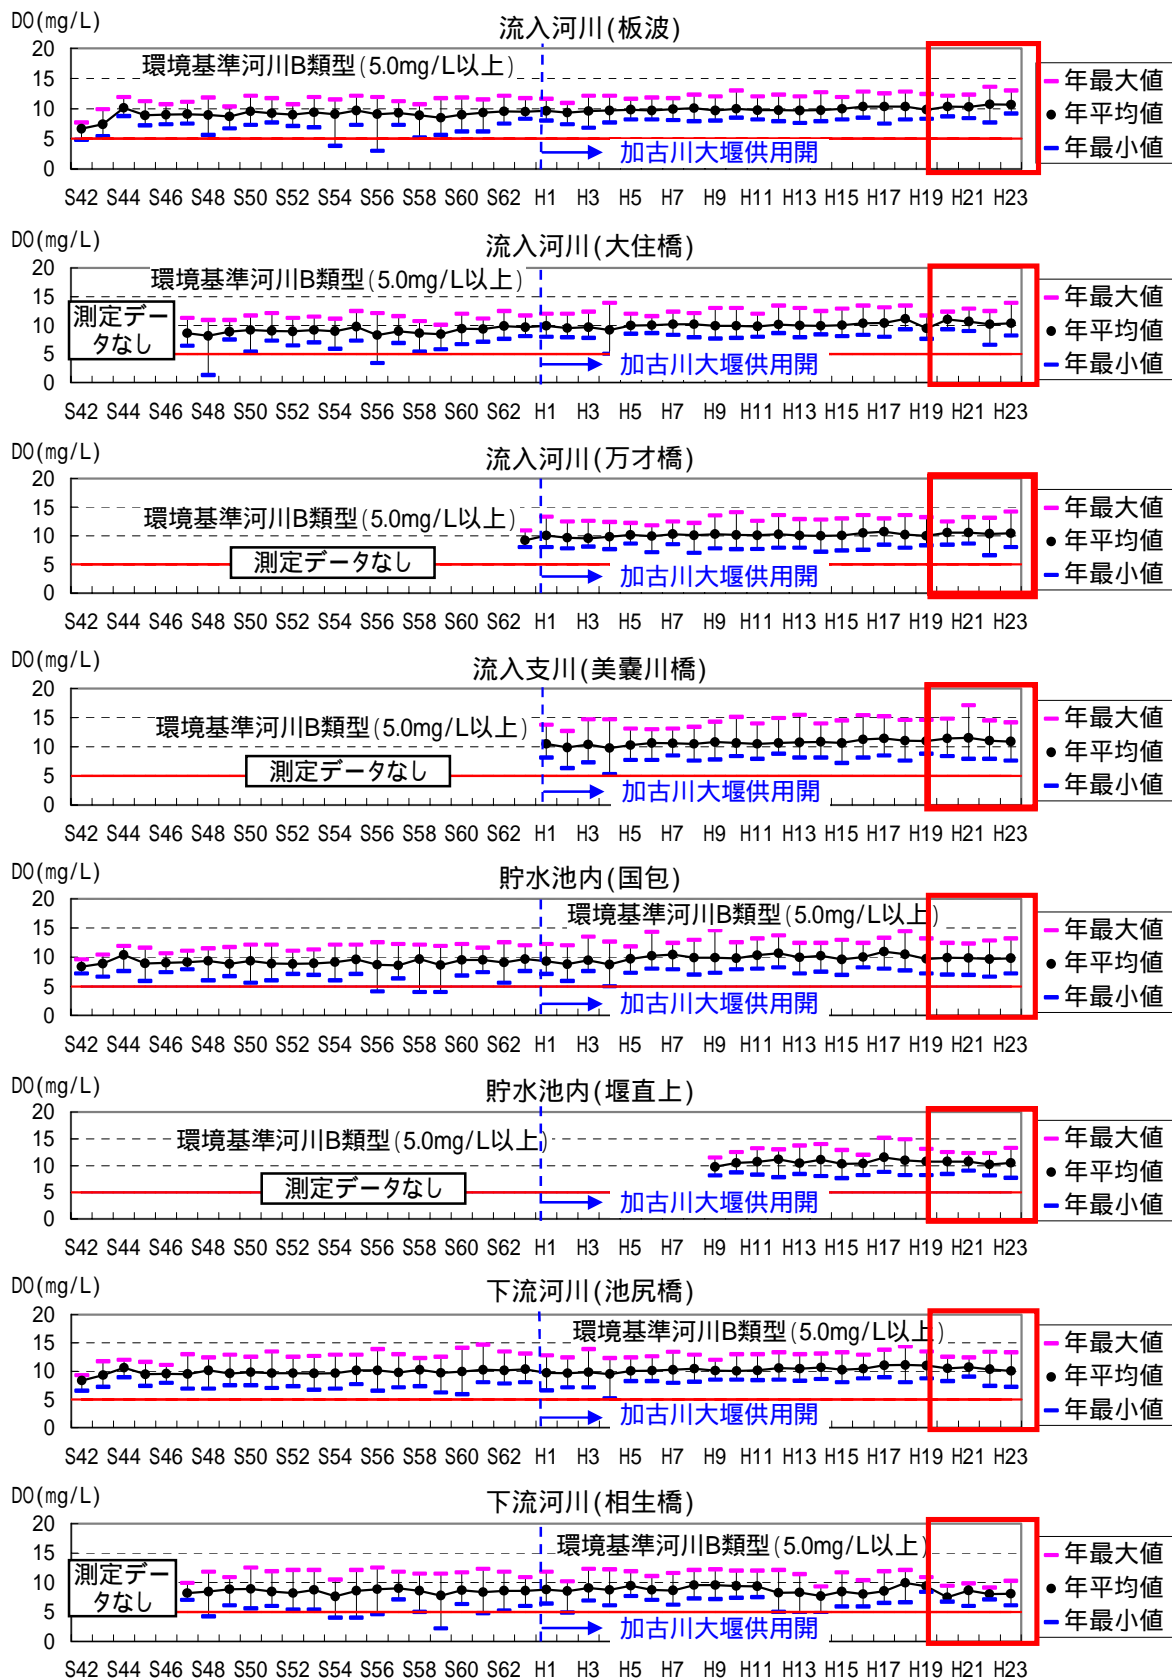 DO(mg/L)
流入河川(板波)
環境基準河川B類型(5.0mg/L以上)
20
15
10
5
0
加古川大堰供用開
年最大値
年平均値
年最小値
S42 S44 S46 S48 S50 S52 S54 S56 S58 S60 S62 H1 H3 H5 H7 H9 H11 H13 H15 H17 H19 H21 H23
DO(mg/L)
流入河川(大住橋)
環境基準河川B類型(5.0mg/L以上)
20
15
10
5
0
測定デー
タなし
加古川大堰供用開
年最大値
年平均値
年最小値
S42 S44 S46 S48 S50 S52 S54 S56 S58 S60 S62 H1 H3 H5 H7 H9 H11 H13 H15 H17 H19 H21 H23
DO(mg/L)
流入河川(万才橋)
環境基準河川B類型(5.0mg/L以上)
20
15
10
5
0
測定データなし
加古川大堰供用開
年最大値
年平均値
年最小値
S42 S44 S46 S48 S50 S52 S54 S56 S58 S60 S62 H1 H3 H5 H7 H9 H11 H13 H15 H17 H19 H21 H23
DO(mg/L)
流入支川(美嚢川橋)
環境基準河川B類型(5.0mg/L以上)
20
15
10
5
0
測定データなし
加古川大堰供用開
年最大値
年平均値
年最小値
S42 S44 S46 S48 S50 S52 S54 S56 S58 S60 S62 H1 H3 H5 H7 H9 H11 H13 H15 H17 H19 H21 H23
DO(mg/L)
貯水池内(国包)
環境基準河川B類型(5.0mg/L以上)
20
15
10
5
0
加古川大堰供用開
年最大値
年平均値
年最小値
S42 S44 S46 S48 S50 S52 S54 S56 S58 S60 S62 H1 H3 H5 H7 H9 H11 H13 H15 H17 H19 H21 H23
DO(mg/L)
貯水池内(堰直上)
環境基準河川B類型(5.0mg/L以上)
20
15
10
5
0
測定データなし
加古川大堰供用開
年最大値
年平均値
年最小値
S42 S44 S46 S48 S50 S52 S54 S56 S58 S60 S62 H1 H3 H5 H7 H9 H11 H13 H15 H17 H19 H21 H23
DO(mg/L)
下流河川(池尻橋)
環境基準河川B類型(5.0mg/L以上)
20
15
10
5
0
加古川大堰供用開
年最大値
年平均値
年最小値
S42 S44 S46 S48 S50 S52 S54 S56 S58 S60 S62 H1 H3 H5 H7 H9 H11 H13 H15 H17 H19 H21 H23
DO(mg/L)
下流河川(相生橋)
環境基準河川B類型(5.0mg/L以上)
20
15
10
5
0
測定デー
タなし
加古川大堰供用開
年最大値
年平均値
年最小値
S42 S44 S46 S48 S50 S52 S54 S56 S58 S60 S62 H1 H3 H5 H7 H9 H11 H13 H15 H17 H19 H21 H23